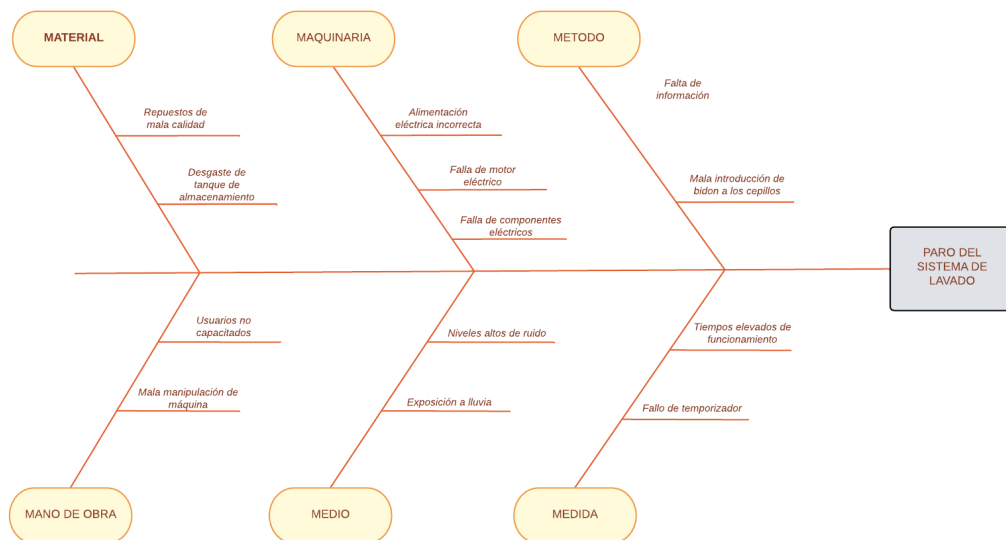 MATERIAL
MAQUINARIA
METODO
Repuestos de
mala calidad
Desgaste de
tanque de
almacenamiento
Alimentación
eléctrica incorrecta
Falla de motor
eléctrico
Falla de componentes
eléctricos
Falta de
información
Mala introducción de
bidon a los cepillos
PARO DEL
SISTEMA DE
LAVADO
Usuarios no
capacitados
Mala manipulación de
máquina
Niveles altos de ruido
Exposición a lluvia
Tiempos elevados de
funcionamiento
Fallo de temporizador
MANO DE OBRA
MEDIO
MEDIDA